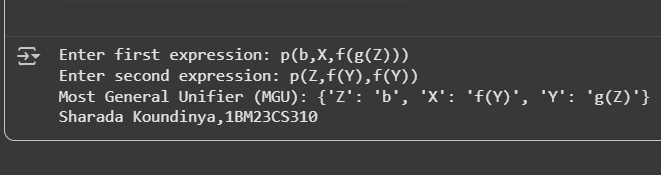 Enter first expression: p(b,X,f(g(Z)))
Enter second expression: p(Z,f(Y),f(Y))
Most General Unifier (MGU): {'Z': 'b', 'X': 'f(Y)', 'Y': 'g(Z)'}
Sharada Koundinya,1BM23CS310